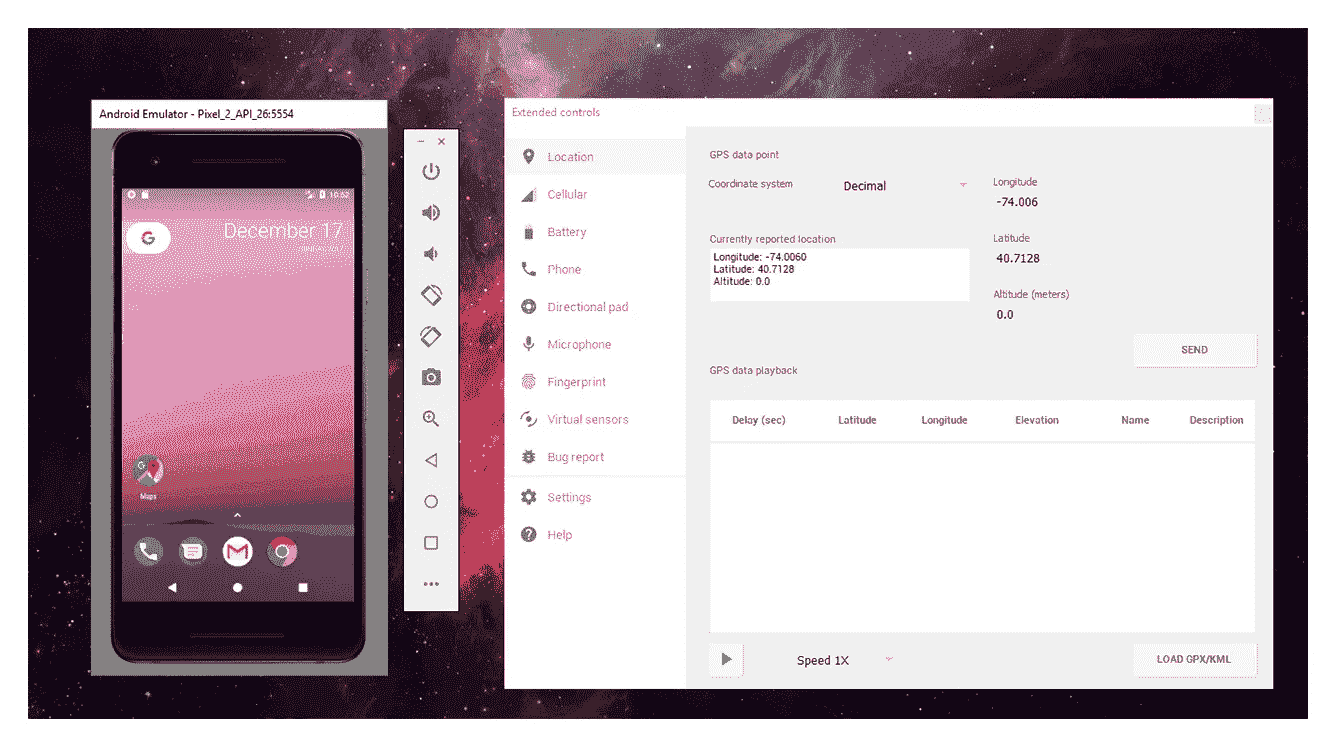 Android Emulator - Pixel_2_API_26:5554
G
December 17
Maps
Extended controls
Location
Cellular
Battery
Phone
Directional pad
Microphone
Fingerprint
Virtual sensors
Bug report
Settings
Help
GPS data point
Coordinate system
Decimal
Longitude
-74.006
Currently reported location
Longitude: -74.0060
Latitude: 40.7128
Altitude: 0.0
Latitude
40.7128
Altitude (meters)
0.0
SEND
GPS data playback
Delay (sec) Latitude Longitude Elevation Name Description
Speed 1X
LOAD GPX/KML